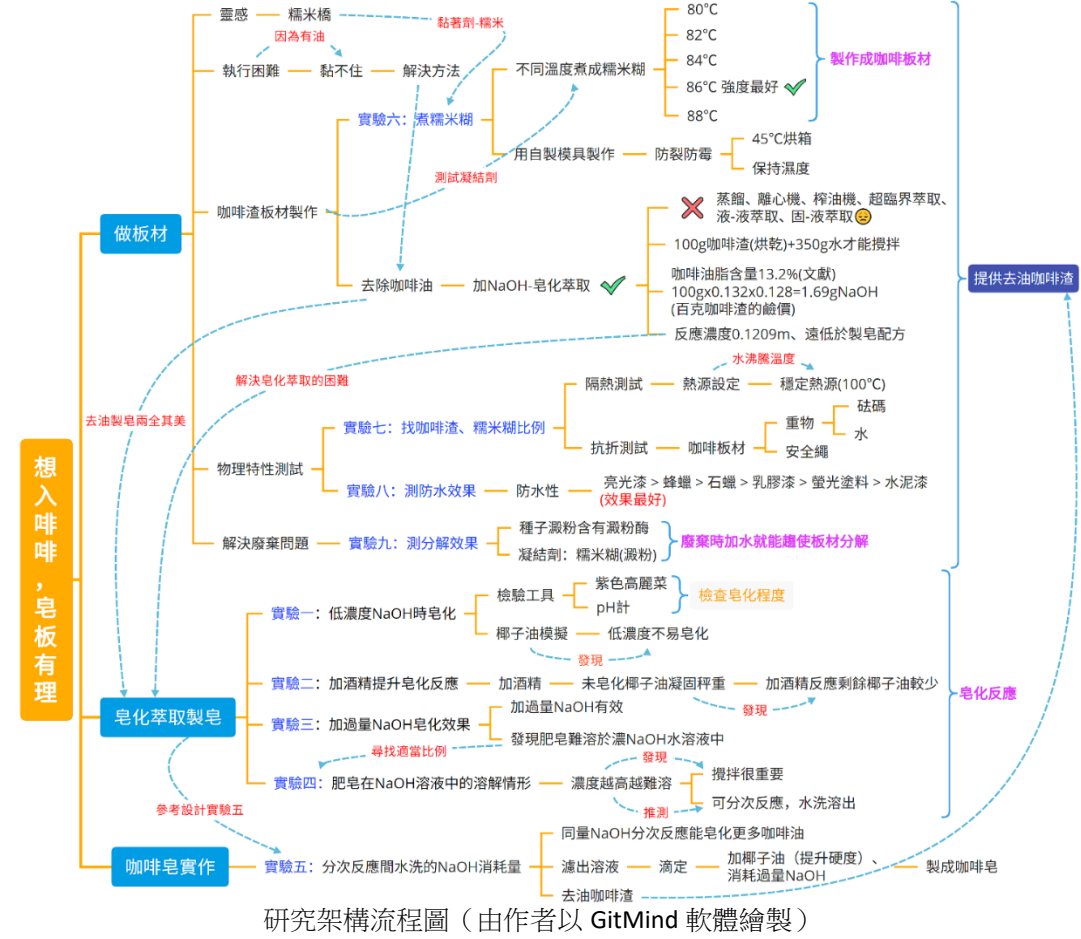 想入啡啡，皂板有理
做板材
靈感
糯米橋
黏著劑-糯米
因為有油
執行困難
黏不住
解決方法
咖啡渣板材製作
實驗六：煮糯米糊
不同溫度煮成糯米糊
80℃
82℃
84℃
86℃ 強度最好
88℃
製作成咖啡板材
用自製模具製作
防裂防霉
45℃烘箱
保持濕度
測試凝結劑
去除咖啡油
加NaOH-皂化萃取
蒸餾、離心機、榨油機、超臨界萃取、
液-液萃取、固-液萃取
100g咖啡渣(烘乾)+350g水才能攪拌
咖啡油脂含量13.2%(文獻)
100gx0.132x0.128=1.69gNaOH
(百克咖啡渣的鹼價)
反應濃度0.1209m、遠低於製皂配方
提供去油咖啡渣
解決皂化萃取的困難
去油製皂兩全其美
物理特性測試
實驗七：找咖啡渣、糯米糊比例
隔熱測試
熱源設定
水沸騰溫度
穩定熱源(100℃)
抗折測試
咖啡板材
重物
砝碼
水
安全繩
實驗八：測防水效果
防水性
亮光漆 > 蜂蠟 > 石蠟 > 乳膠漆 > 螢光塗料 > 水泥漆
(效果最好)
解決廢棄問題
實驗九：測分解效果
種子澱粉含有澱粉酶
凝結劑：糯米糊(澱粉)
廢棄時加水就能趨使板材分解
皂化萃取製皂
實驗一：低濃度NaOH時皂化
檢驗工具
紫色高麗菜
pH計
檢查皂化程度
椰子油模擬
低濃度不易皂化
發現
實驗二：加酒精提升皂化反應
加酒精
未皂化椰子油凝固秤重
加酒精反應剩餘椰子油較少
發現
皂化反應
實驗三：加過量NaOH皂化效果
加過量NaOH有效
發現肥皂難溶於濃NaOH水溶液中
尋找適當比例
實驗四：肥皂在NaOH溶液中的溶解情形
濃度越高越難溶
發現
推測
攪拌很重要
可分次反應，水洗溶出
參考設計實驗五
咖啡皂實作
實驗五：分次反應間水洗的NaOH消耗量
同量NaOH分次反應能皂化更多咖啡油
濾出溶液
滴定
加椰子油（提升硬度）、
消耗過量NaOH
製成咖啡皂
去油咖啡渣
研究架構流程圖（由作者以 GitMind 軟體繪製）